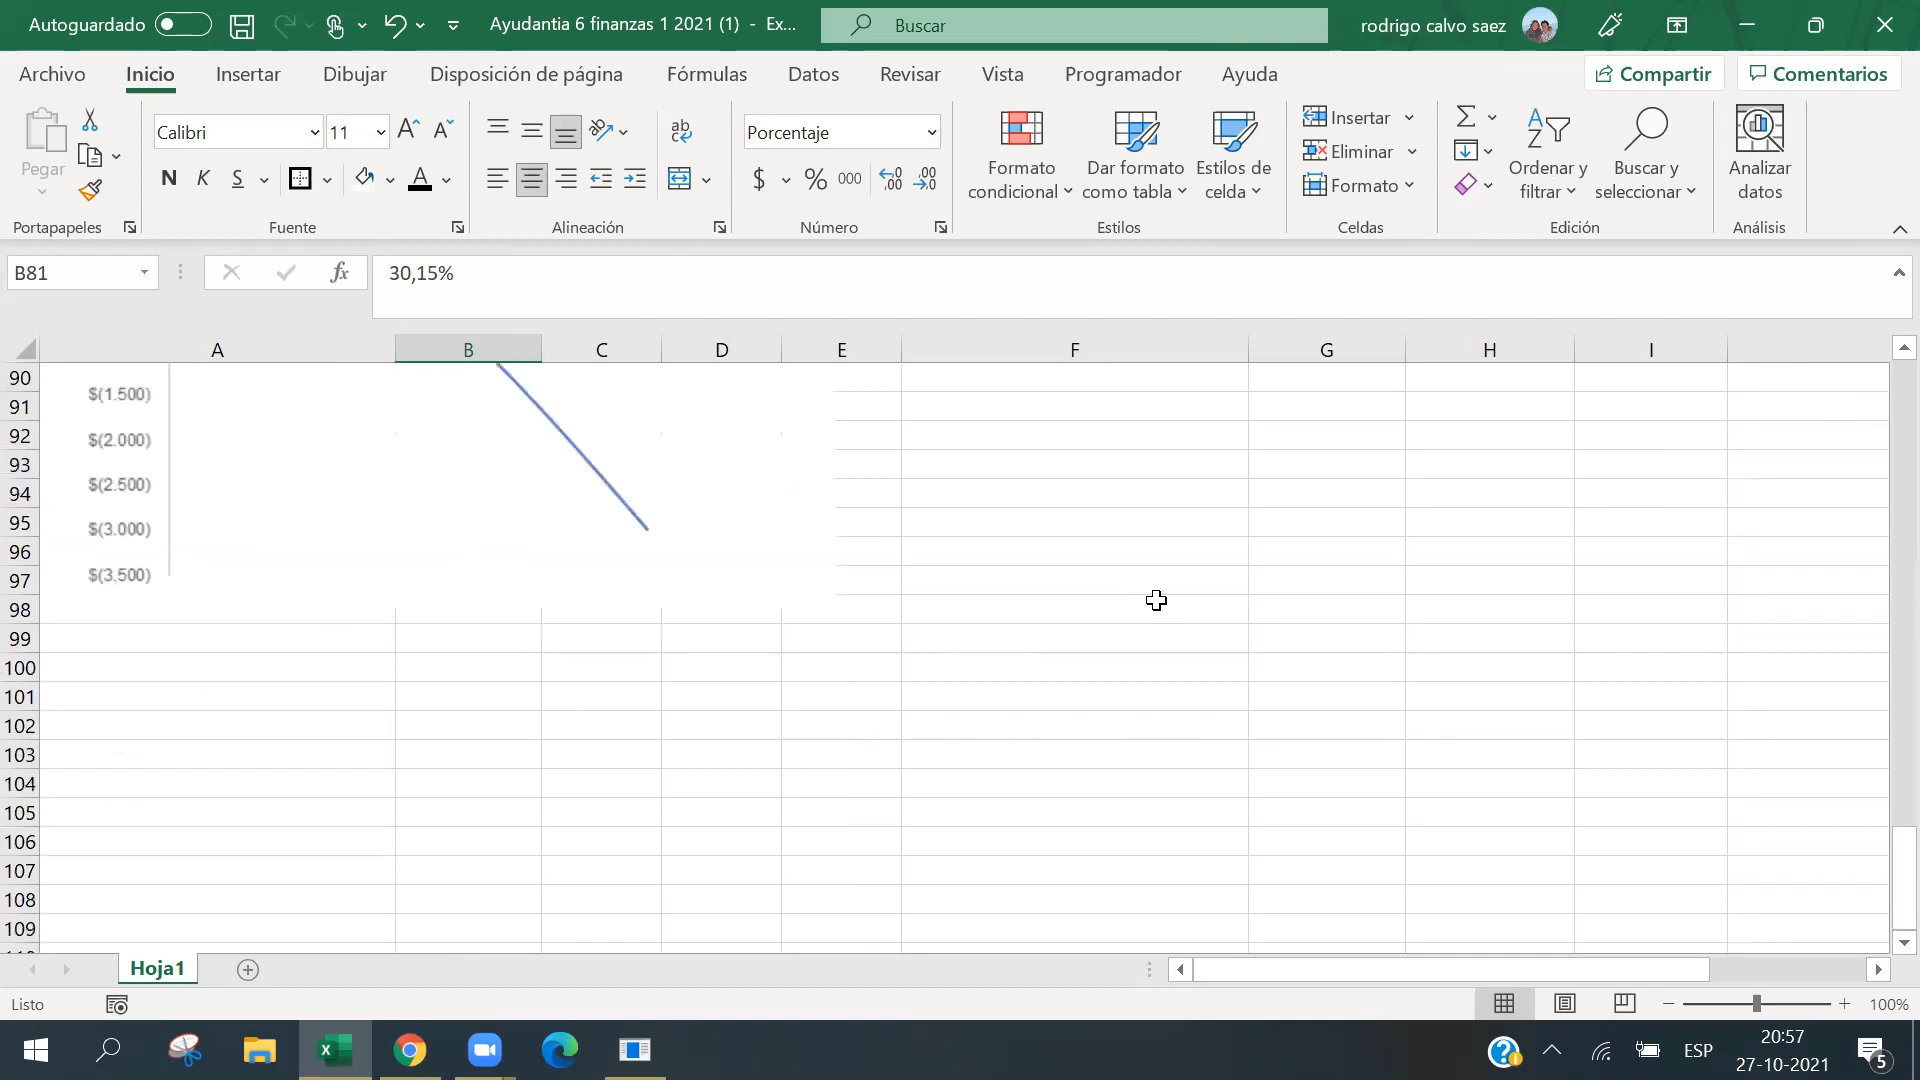 Autoguardado
Ayudantia 6 finanzas 1 2021 (1) - Ex...
Buscar
rodrigo calvo saez
Archivo Inicio Insertar Dibujar Disposición de página Fórmulas Datos Revisar Vista Programador Ayuda Compartir Comentarios
Pegar
Calibri 11
N K S
ab
Porcentaje
$ % 000
Formato condicional
Dar formato como tabla
Estilos de celda
Insertar
Eliminar
Formato
Ordenar y filtrar
Buscar y seleccionar
Analizar datos
Portapapeles Fuente Alineación Número Estilos Celdas Edición Análisis
B81 fx 30,15%
A B C D E F G H I
90
91 $(1.500)
92 $(2.000)
93
94 $(2.500)
95 $(3.000)
96
97 $(3.500)
98
99
100
101
102
103
104
105
106
107
108
109
Hoja1
Listo 100%
ESP
20:57
27-10-2021
5